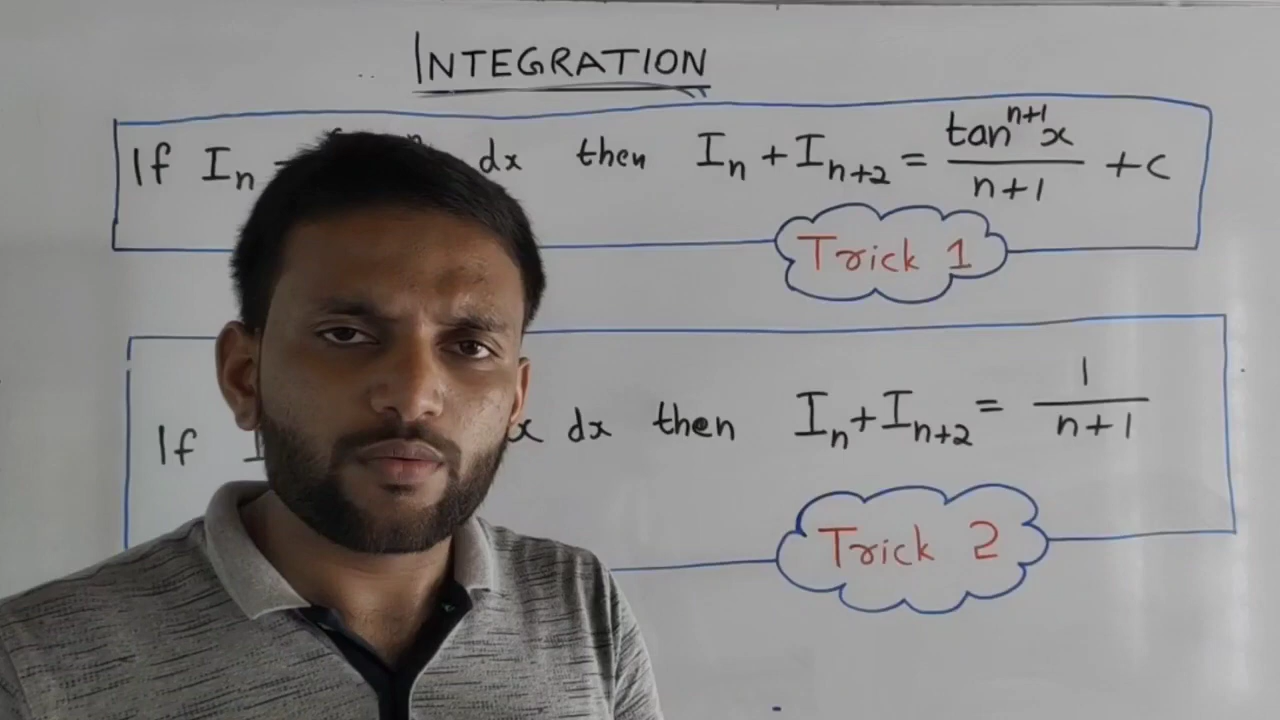 INTEGRATION
If Iₙ dx then Iₙ + Iₙ₊₂ = tanⁿ⁺¹x / n+1 + c
Trick 1
If I x dx then Iₙ + Iₙ₊₂ = 1 / n+1
Trick 2